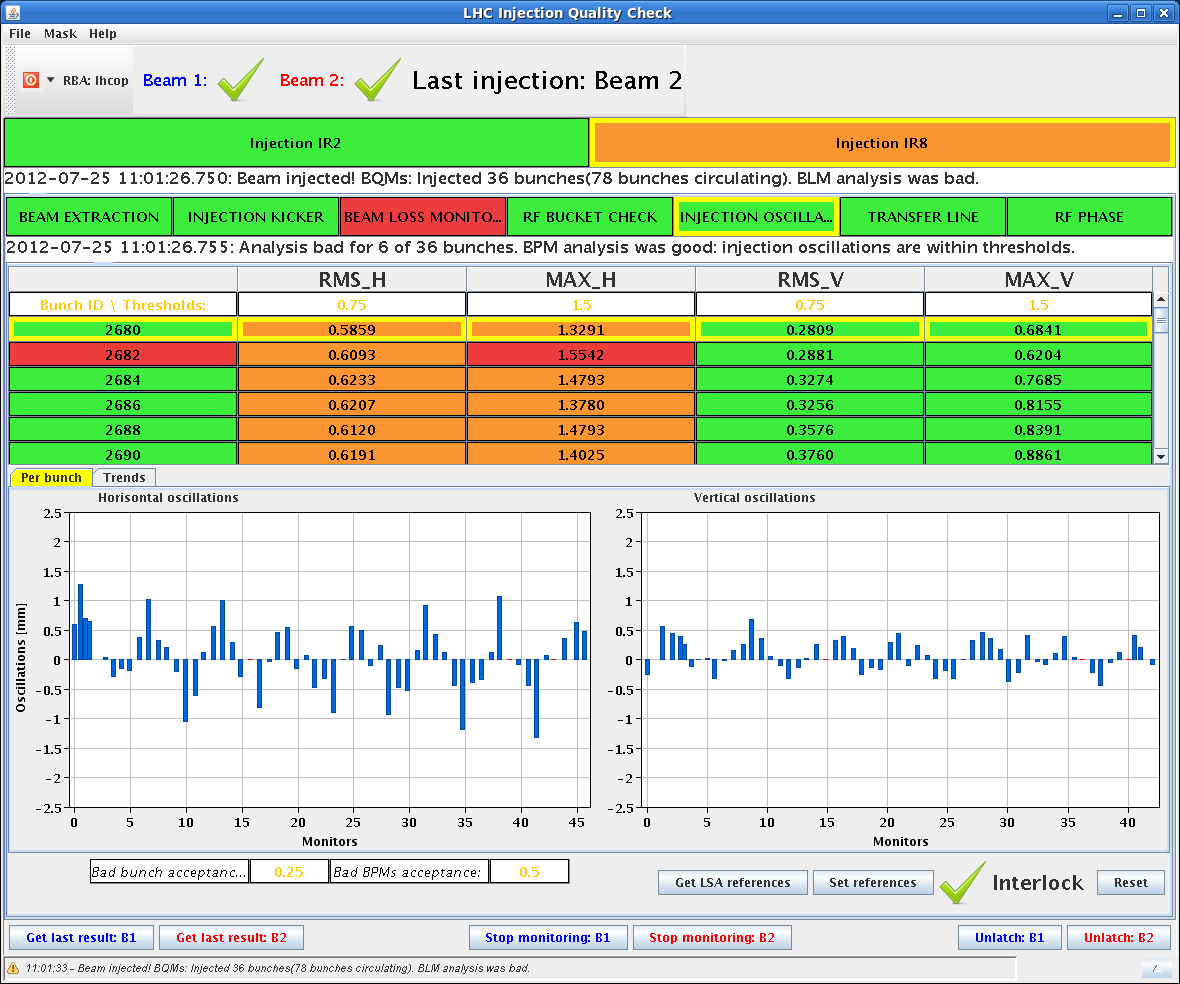 LHC Injection Quality Check
File Mask Help
RBA: lhcop Beam 1: Beam 2: Last injection: Beam 2
Injection IR2 Injection IR8
2012-07-25 11:01:26.750: Beam injected! BQMs: Injected 36 bunches(78 bunches circulating). BLM analysis was bad.
BEAM EXTRACTION INJECTION KICKER BEAM LOSS MONITO... RF BUCKET CHECK INJECTION OSCILLA... TRANSFER LINE RF PHASE
2012-07-25 11:01:26.755: Analysis bad for 6 of 36 bunches. BPM analysis was good: injection oscillations are within thresholds.
RMS_H MAX_H RMS_V MAX_V
Bunch ID \ Thresholds: 0.75 1.5 0.75 1.5
2680 0.5859 1.3291 0.2809 0.6841
2682 0.6093 1.5542 0.2881 0.6204
2684 0.6233 1.4793 0.3274 0.7685
2686 0.6207 1.3780 0.3256 0.8155
2688 0.6120 1.4793 0.3576 0.8391
2690 0.6191 1.4025 0.3760 0.8861
Per bunch Trends
Horisontal oscillations
Oscillations [mm]
2.5
2
1.5
1
0.5
0
-0.5
-1
-1.5
-2
-2.5
0 5 10 15 20 25 30 35 40 45
Monitors
Vertical oscillations
2.5
2
1.5
1
0.5
0
-0.5
-1
-1.5
-2
-2.5
0 5 10 15 20 25 30 35 40
Monitors
Bad bunch acceptanc... 0.25 Bad BPMs acceptance: 0.5
Get LSA references Set references Interlock Reset
Get last result: B1 Get last result: B2 Stop monitoring: B1 Stop monitoring: B2 Unlatch: B1 Unlatch: B2
11:01:33 - Beam injected! BQMs: Injected 36 bunches(78 bunches circulating). BLM analysis was bad.